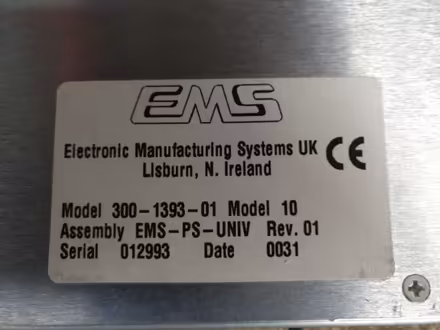 EMS
Electronic Manufacturing Systems UK CE
Lisburn, N. Ireland
Model 300-1393-01 Model 10
Assembly EMS-PS-UNIV Rev. 01
Serial 012993 Date 0031